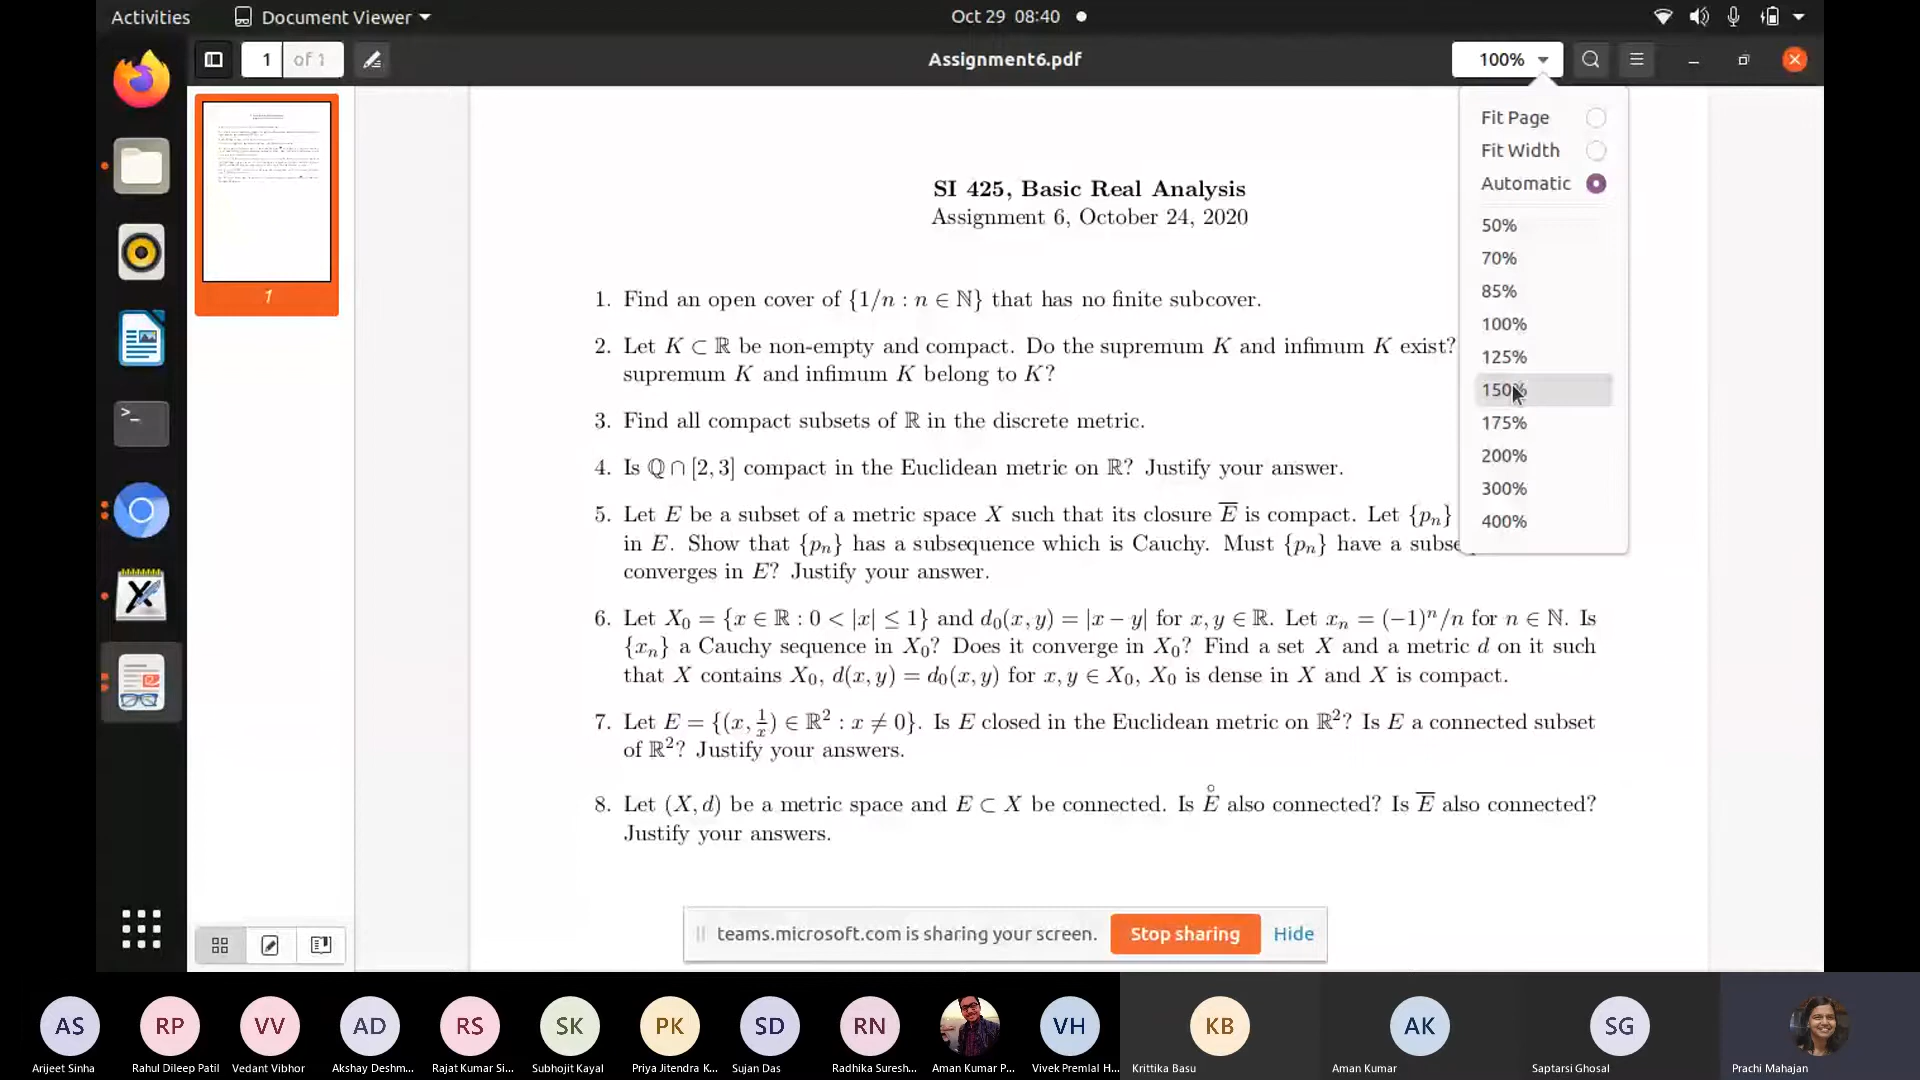 Activities
Document Viewer
Oct 29 08:40
1 of 1
Assignment6.pdf
100%
Fit Page
Fit Width
Automatic
50%
70%
85%
100%
125%
150%
175%
200%
300%
400%
1
SI 425, Basic Real Analysis
Assignment 6, October 24, 2020
1. Find an open cover of {1/n : n ∈ ℕ} that has no finite subcover.
2. Let K ⊂ ℝ be non-empty and compact. Do the supremum K and infimum K exist?
supremum K and infimum K belong to K?
3. Find all compact subsets of ℝ in the discrete metric.
4. Is ℚ ∩ [2, 3] compact in the Euclidean metric on ℝ? Justify your answer.
5. Let E be a subset of a metric space X such that its closure E̅ is compact. Let {pₙ}
in E. Show that {pₙ} has a subsequence which is Cauchy. Must {pₙ} have a
converges in E? Justify your answer.
6. Let X₀ = {x ∈ ℝ : 0 < |x| ≤ 1} and d₀(x, y) = |x − y| for x, y ∈ ℝ. Let xₙ = (−1)ⁿ/n for n ∈ ℕ. Is
{xₙ} a Cauchy sequence in X₀? Does it converge in X₀? Find a set X and a metric d on it such
that X contains X₀, d(x, y) = d₀(x, y) for x, y ∈ X₀, X₀ is dense in X and X is compact.
7. Let E = {(x, 1/x) ∈ ℝ² : x ≠ 0}. Is E closed in the Euclidean metric on ℝ²? Is E a connected subset
of ℝ²? Justify your answers.
8. Let (X, d) be a metric space and E ⊂ X be connected. Is E̊ also connected? Is E̅ also connected?
Justify your answers.
teams.microsoft.com is sharing your screen.
Stop sharing
Hide
AS RP VV AD RS SK PK SD RN VH KB AK SG
Arijeet Sinha
Rahul Dileep Patil
Vedant Vibhor
Akshay Deshm...
Rajat Kumar Si...
Subhojit Kayal
Priya Jitendra K...
Sujan Das
Radhika Suresh...
Aman Kumar P...
Vivek Premlal H...
Krittika Basu
Aman Kumar
Saptarsi Ghosal
Prachi Mahajan